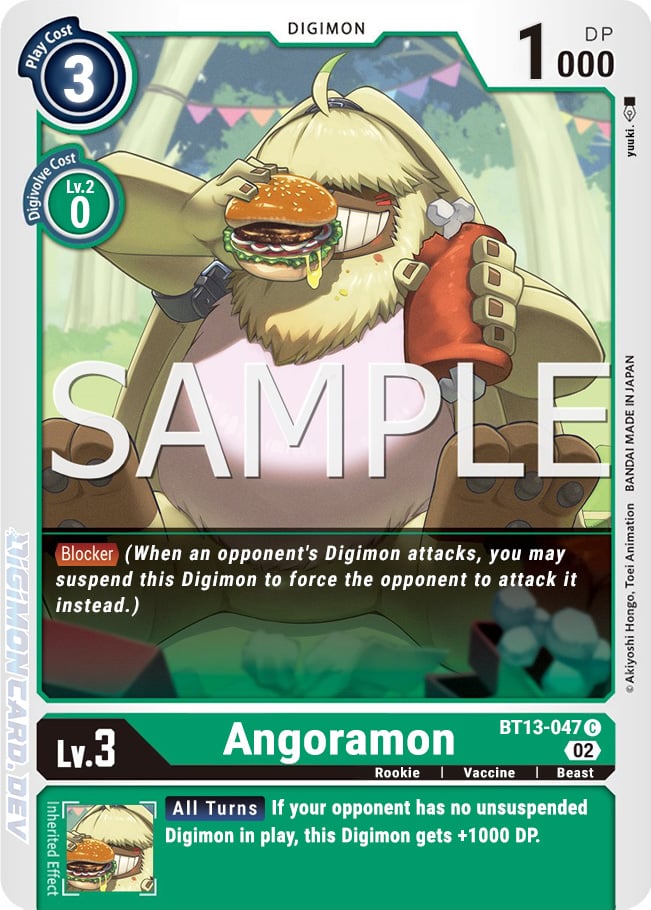 DIGIMON
Play Cost
3
DP
1000
Digivolve Cost
Lv.2
0
yuuki.
SAMPLE
Blocker (When an opponent's Digimon attacks, you may
suspend this Digimon to force the opponent to attack it
instead.)
© Akiyoshi Hongo, Toei Animation BANDAI MADE IN JAPAN
DIGIMONCARD.DEV
Lv.3
Angoramon
BT13-047 C
02
Rookie | Vaccine | Beast
Inherited Effect
All Turns If your opponent has no unsuspended
Digimon in play, this Digimon gets +1000 DP.